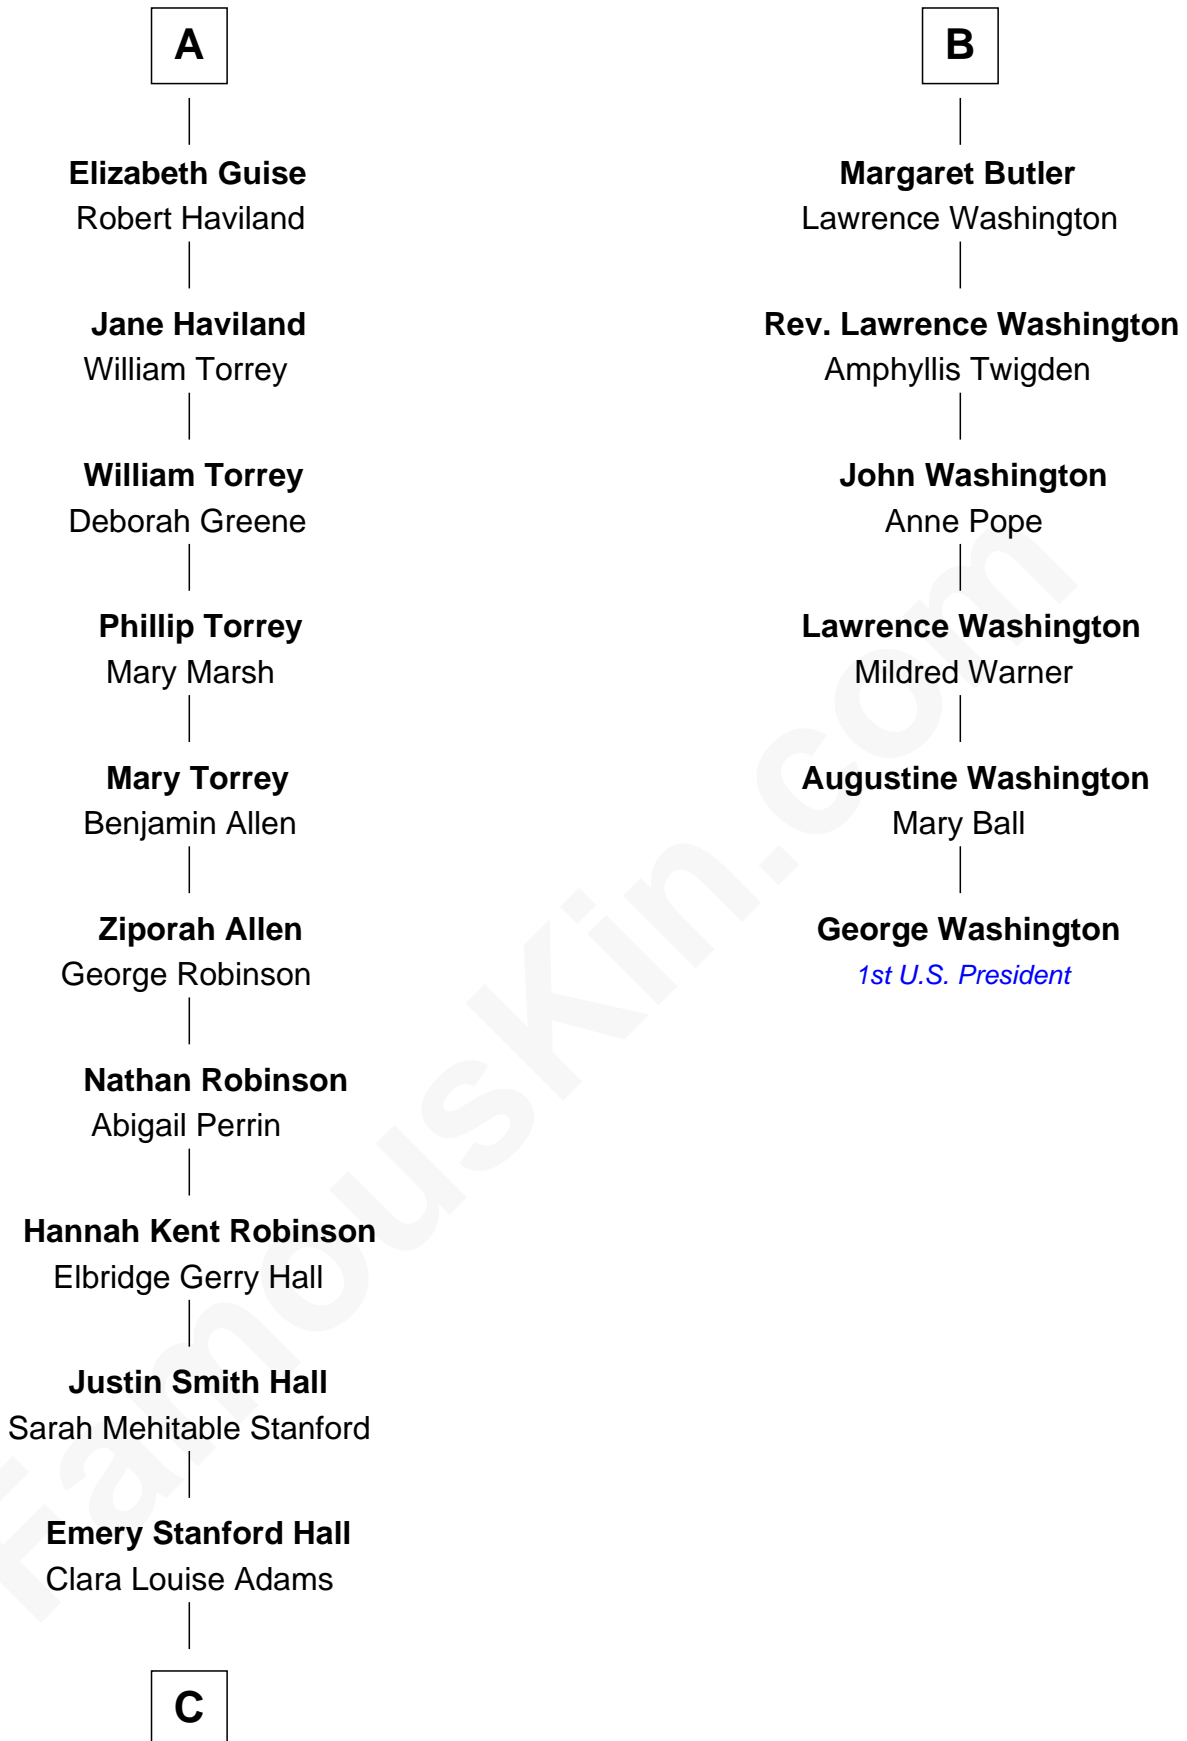 A
Elizabeth Guise
Robert Haviland
Jane Haviland
William Torrey
William Torrey
Deborah Greene
Phillip Torrey
Mary Marsh
Mary Torrey
Benjamin Allen
Ziporah Allen
George Robinson
Nathan Robinson
Abigail Perrin
Hannah Kent Robinson
Elbridge Gerry Hall
Justin Smith Hall
Sarah Mehitable Stanford
Emery Stanford Hall
Clara Louise Adams
C
B
Margaret Butler
Lawrence Washington
Rev. Lawrence Washington
Amphyllis Twigden
John Washington
Anne Pope
Lawrence Washington
Mildred Warner
Augustine Washington
Mary Ball
George Washington
1st U.S. President
FamousKin.com